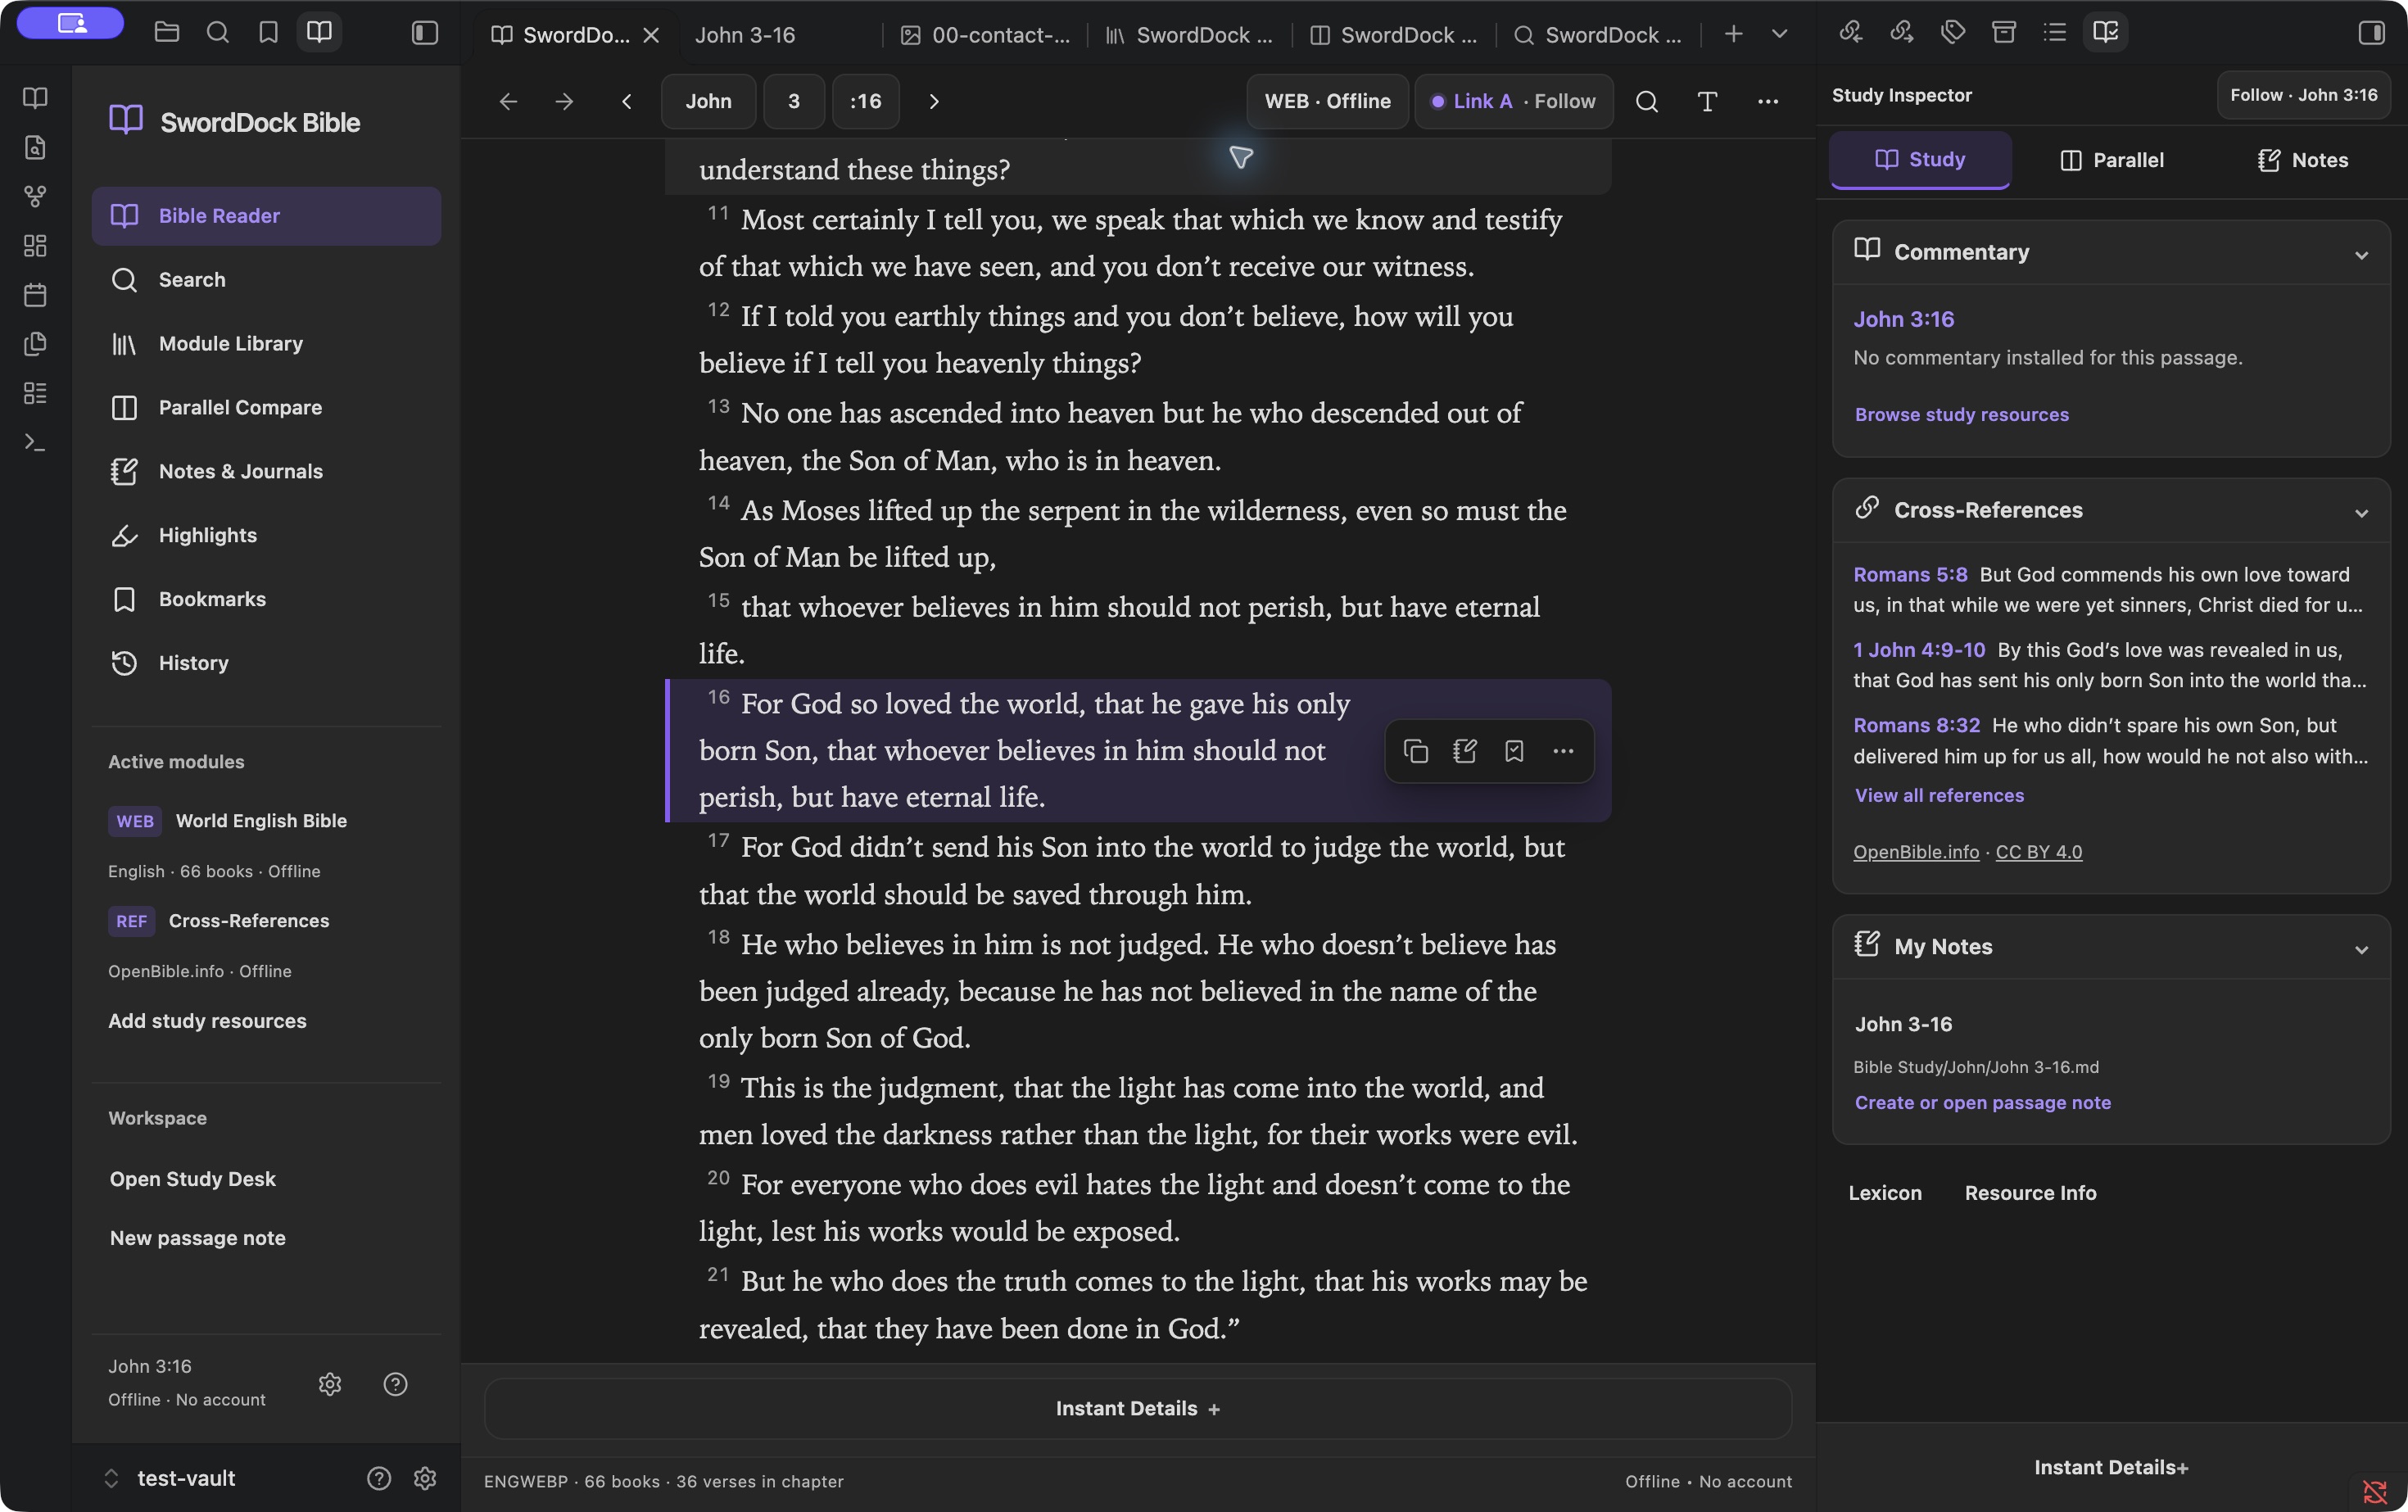 SwordDo...
John 3-16
00-contact-...
SwordDock ...
SwordDock ...
SwordDock ...
SwordDock Bible
Bible Reader
Search
Module Library
Parallel Compare
Notes & Journals
Highlights
Bookmarks
History
Active modules
WEB World English Bible
English · 66 books · Offline
REF Cross-References
OpenBible.info · Offline
Add study resources
Workspace
Open Study Desk
New passage note
John 3:16
Offline · No account
test-vault
John 3 :16
WEB · Offline
Link A · Follow
understand these things?
11 Most certainly I tell you, we speak that which we know and testify
of that which we have seen, and you don’t receive our witness.
12 If I told you earthly things and you don’t believe, how will you
believe if I tell you heavenly things?
13 No one has ascended into heaven but he who descended out of
heaven, the Son of Man, who is in heaven.
14 As Moses lifted up the serpent in the wilderness, even so must the
Son of Man be lifted up,
15 that whoever believes in him should not perish, but have eternal
life.
16 For God so loved the world, that he gave his only
born Son, that whoever believes in him should not
perish, but have eternal life.
17 For God didn’t send his Son into the world to judge the world, but
that the world should be saved through him.
18 He who believes in him is not judged. He who doesn’t believe has
been judged already, because he has not believed in the name of the
only born Son of God.
19 This is the judgment, that the light has come into the world, and
men loved the darkness rather than the light, for their works were evil.
20 For everyone who does evil hates the light and doesn’t come to the
light, lest his works would be exposed.
21 But he who does the truth comes to the light, that his works may be
revealed, that they have been done in God.”
Instant Details +
ENGWEBP · 66 books · 36 verses in chapter
Offline • No account
Study Inspector
Follow · John 3:16
Study
Parallel
Notes
Commentary
John 3:16
No commentary installed for this passage.
Browse study resources
Cross-References
Romans 5:8 But God commends his own love toward
us, in that while we were yet sinners, Christ died for u...
1 John 4:9-10 By this God’s love was revealed in us,
that God has sent his only born Son into the world tha...
Romans 8:32 He who didn’t spare his own Son, but
delivered him up for us all, how would he not also with...
View all references
OpenBible.info · CC BY 4.0
My Notes
John 3-16
Bible Study/John/John 3-16.md
Create or open passage note
Lexicon
Resource Info
Instant Details+